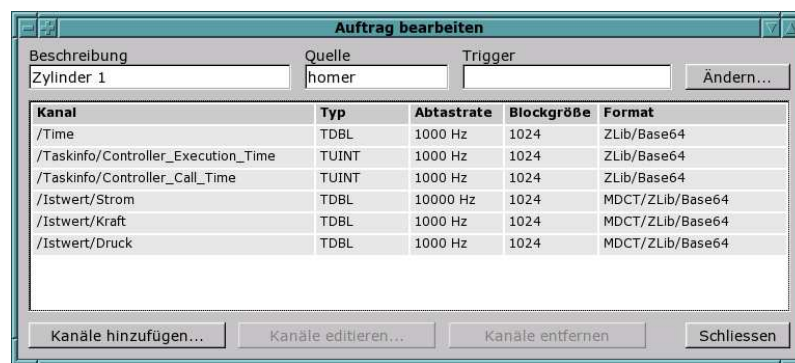 Auftrag bearbeiten
Beschreibung Quelle Trigger
Zylinder 1 homer Ändern...
Kanal Typ Abtastrate Blockgröße Format
/Time TDBL 1000 Hz 1024 ZLib/Base64
/Taskinfo/Controller_Execution_Time TUINT 1000 Hz 1024 ZLib/Base64
/Taskinfo/Controller_Call_Time TUINT 1000 Hz 1024 ZLib/Base64
/Istwert/Strom TDBL 10000 Hz 1024 MDCT/ZLib/Base64
/Istwert/Kraft TDBL 1000 Hz 1024 MDCT/ZLib/Base64
/Istwert/Druck TDBL 1000 Hz 1024 MDCT/ZLib/Base64
Kanäle hinzufügen... Kanäle editieren... Kanäle entfernen Schliessen